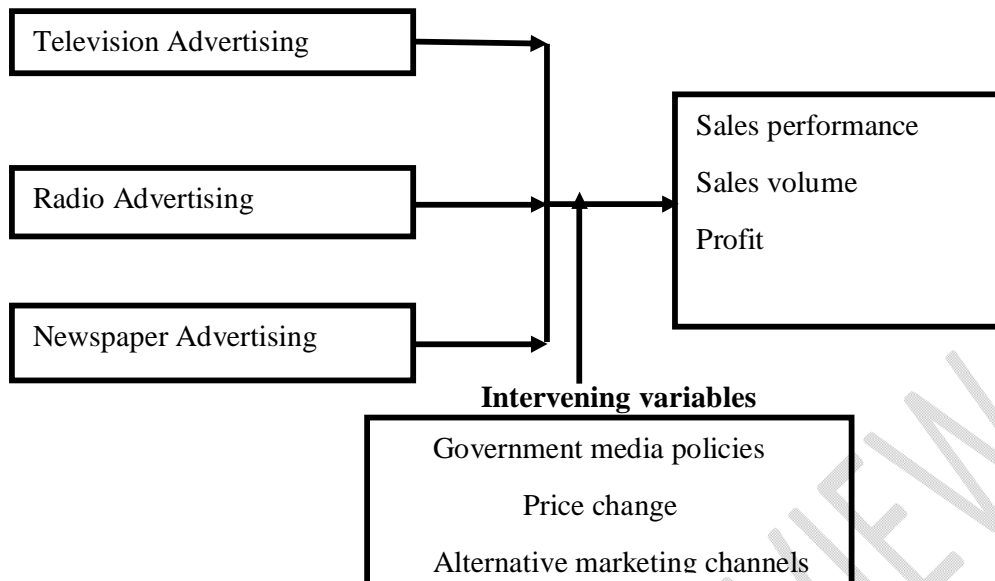 Television Advertising
Sales performance
Sales volume
Profit
Radio Advertising
Newspaper Advertising
Intervening variables
Government media policies
Price change
Alternative marketing channels